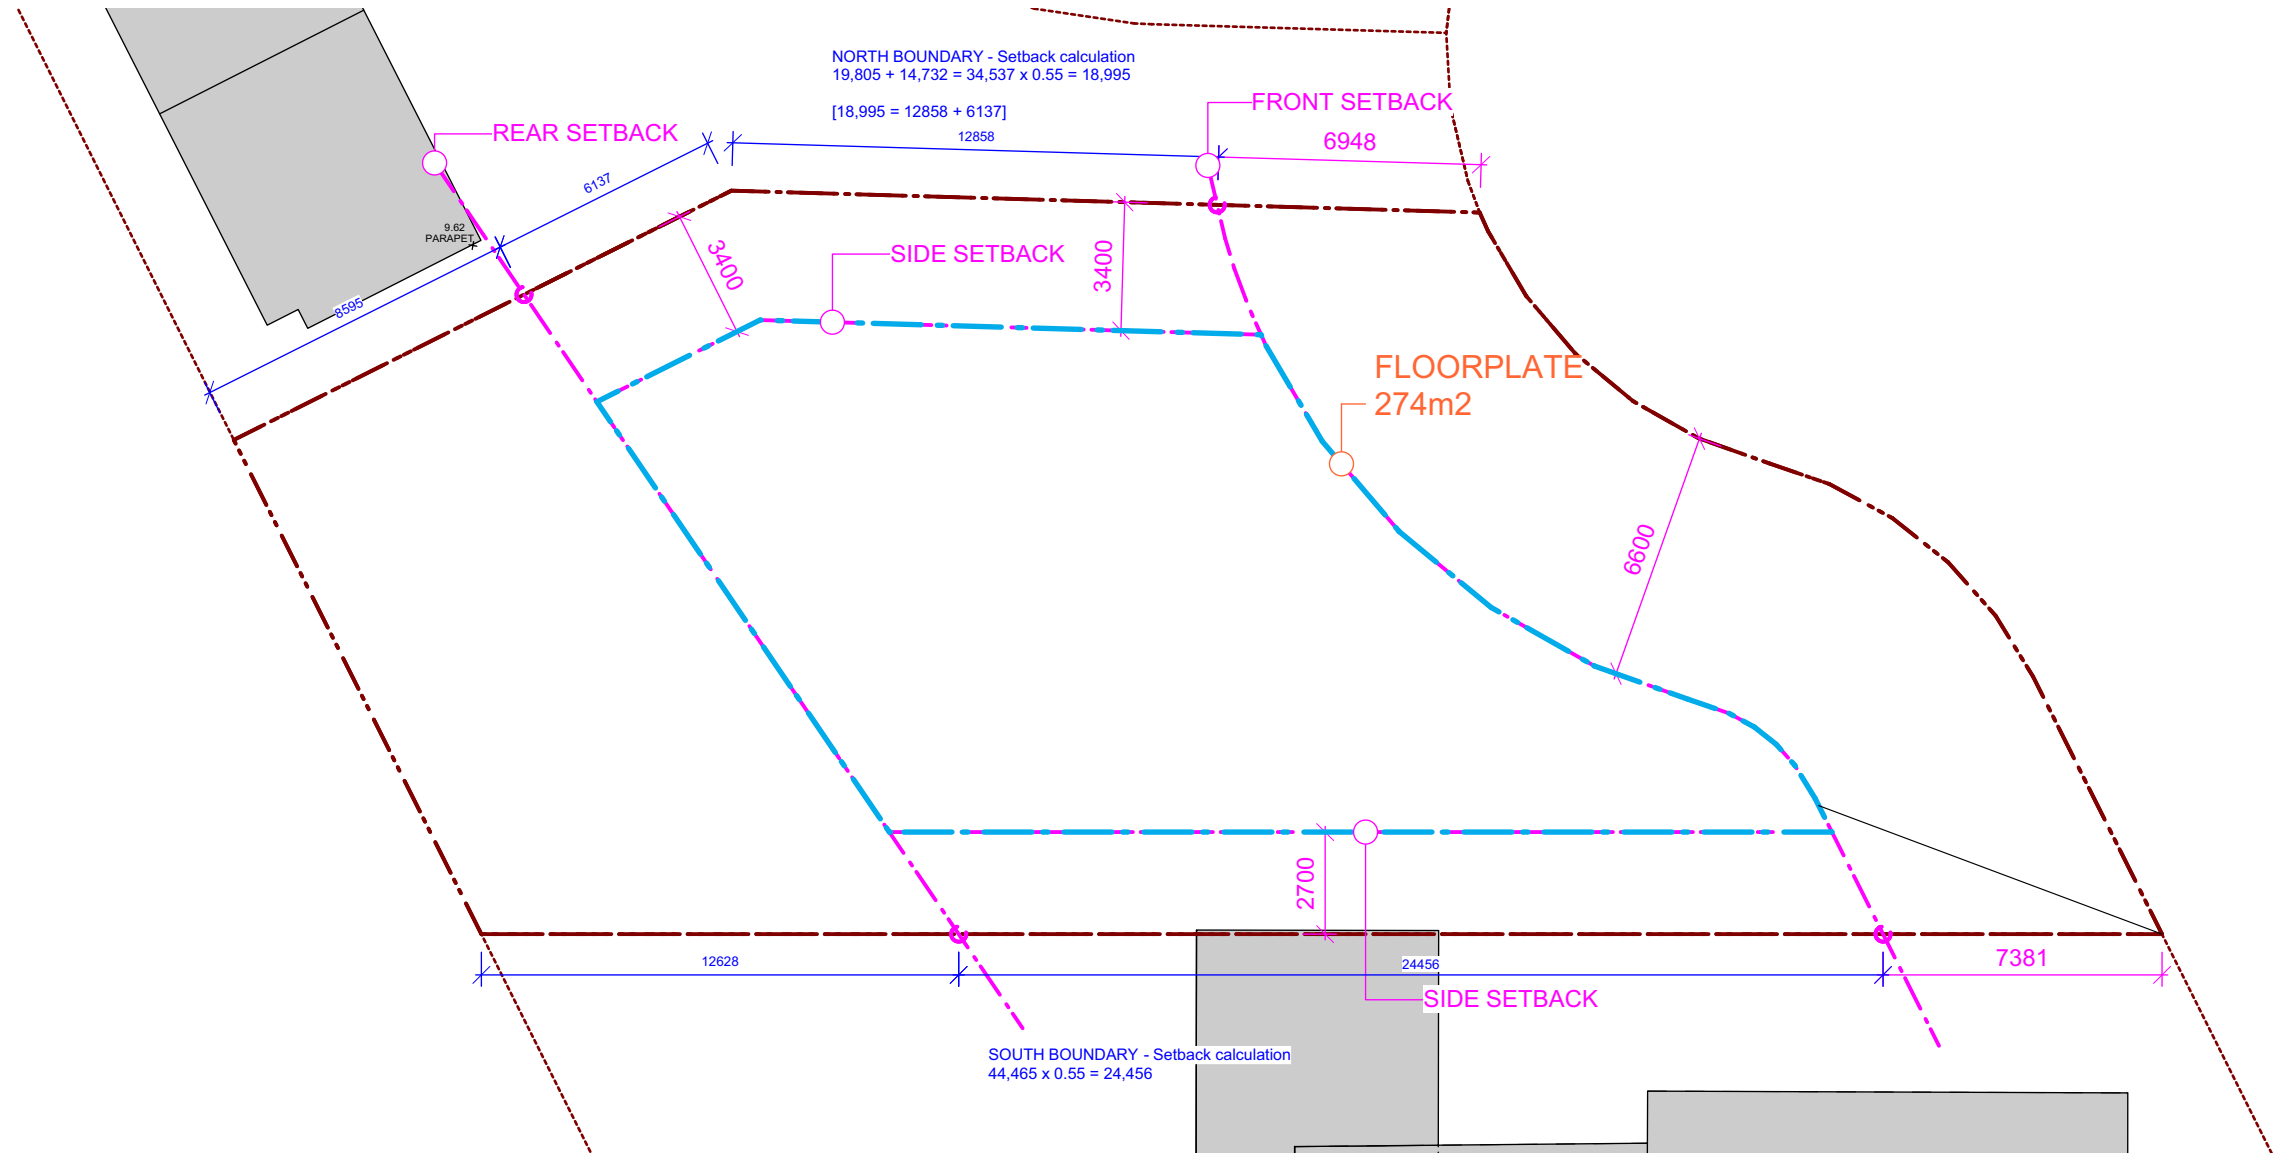 NORTH BOUNDARY - Setback calculation
19,805 + 14,732 = 34,537 x 0.55 = 18,995
[18,995 = 12858 + 6137]
FRONT SETBACK
REAR SETBACK
12858
6948
6137
9.62
PARAPET
SIDE SETBACK
3400
3400
8595
FLOORPLATE
274m2
6600
2700
12628
24456
7381
SIDE SETBACK
SOUTH BOUNDARY - Setback calculation
44,465 x 0.55 = 24,456